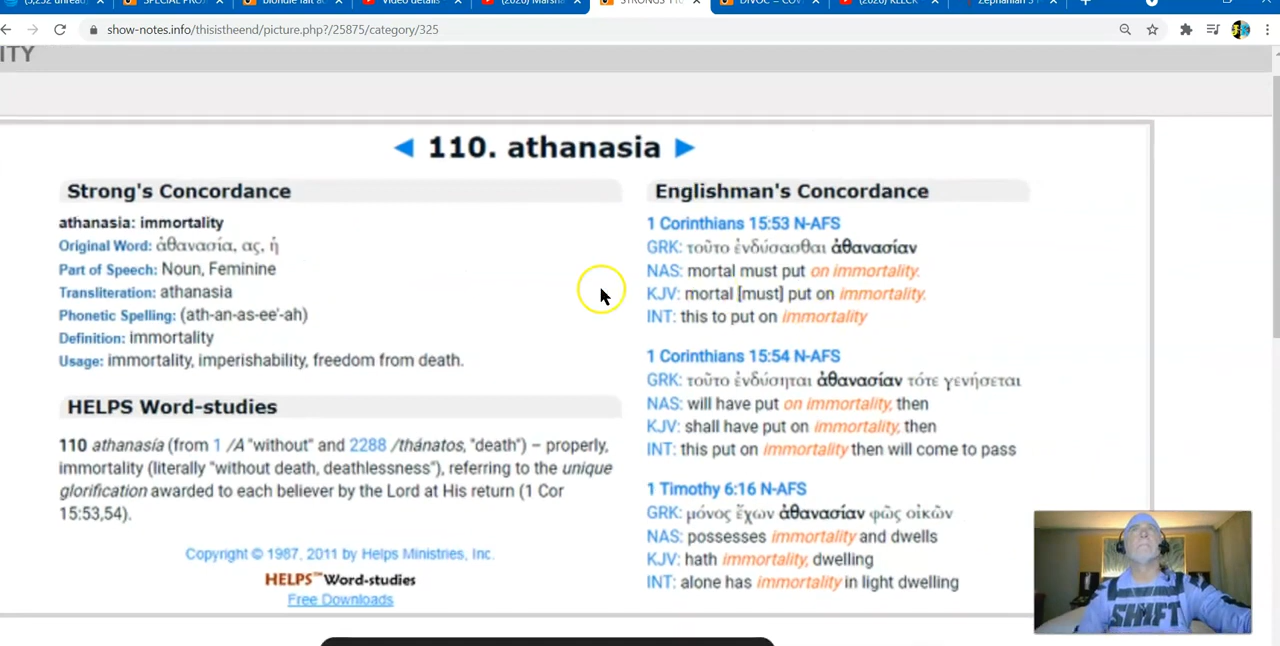 show-notes.info/thisistheend/picture.php?/25875/category/325
ITY
110. athanasia
Strong's Concordance
athanasia: immortality
Original Word: ἀθανασία, ας, ἡ
Part of Speech: Noun, Feminine
Transliteration: athanasia
Phonetic Spelling: (ath-an-as-ee'-ah)
Definition: immortality
Usage: immortality, imperishability, freedom from death.
HELPS Word-studies
110 athanasía (from 1 /A "without" and 2288 /thánatos, "death") – properly,
immortality (literally "without death, deathlessness"), referring to the unique
glorification awarded to each believer by the Lord at His return (1 Cor
15:53,54).
Copyright © 1987, 2011 by Helps Ministries, Inc.
HELPS™Word-studies
Free Downloads
Englishman's Concordance
1 Corinthians 15:53 N-AFS
GRK: τοῦτο ἐνδύσασθαι ἀθανασίαν
NAS: mortal must put on immortality.
KJV: mortal [must] put on immortality.
INT: this to put on immortality
1 Corinthians 15:54 N-AFS
GRK: τοῦτο ἐνδύσηται ἀθανασίαν τότε γενήσεται
NAS: will have put on immortality, then
KJV: shall have put on immortality, then
INT: this put on immortality then will come to pass
1 Timothy 6:16 N-AFS
GRK: μόνος ἔχων ἀθανασίαν φῶς οἰκῶν
NAS: possesses immortality and dwells
KJV: hath immortality, dwelling
INT: alone has immortality in light dwelling
SHIFT